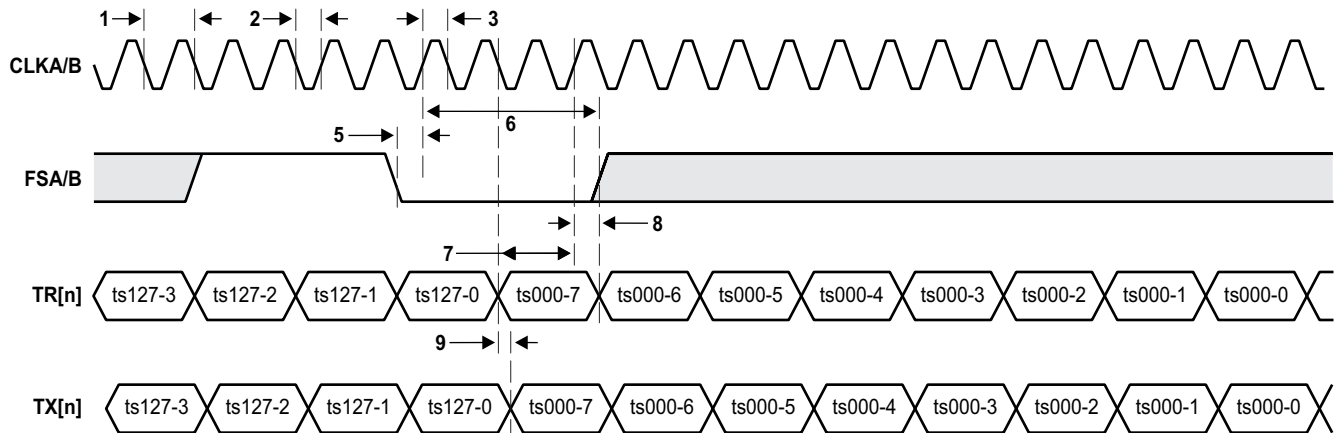 1 2 3
CLKA/B
6
5
FSA/B
8
7
TR[n] ts127-3 ts127-2 ts127-1 ts127-0 ts000-7 ts000-6 ts000-5 ts000-4 ts000-3 ts000-2 ts000-1 ts000-0
9
TX[n] ts127-3 ts127-2 ts127-1 ts127-0 ts000-7 ts000-6 ts000-5 ts000-4 ts000-3 ts000-2 ts000-1 ts000-0